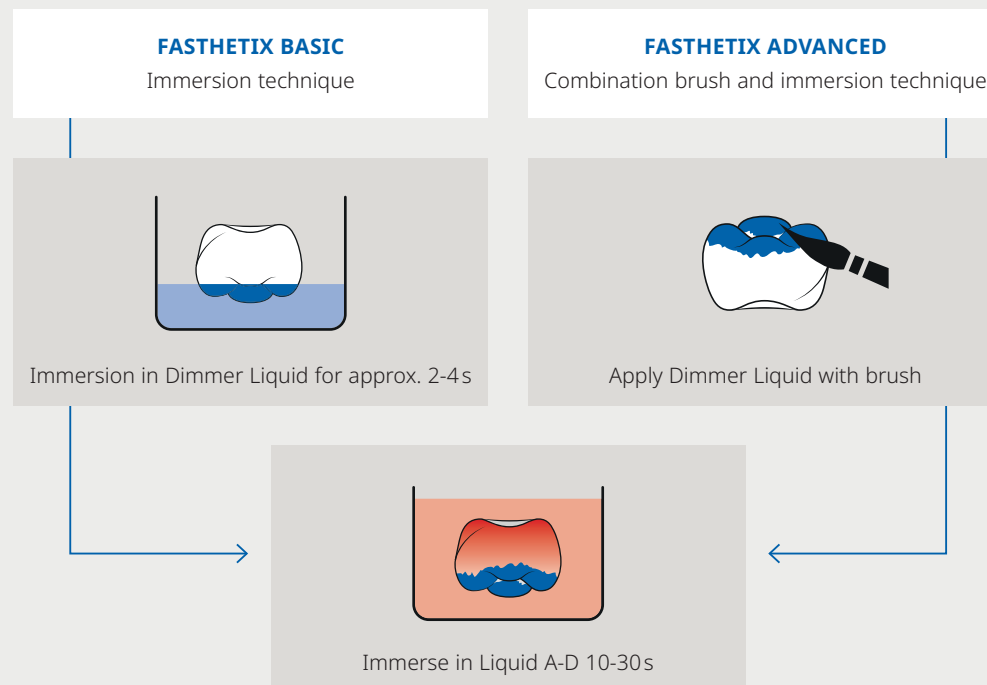 FASTHETIX BASIC
Immersion technique
FASTHETIX ADVANCED
Combination brush and immersion technique
Immersion in Dimmer Liquid for approx. 2-4 s
Apply Dimmer Liquid with brush
Immerse in Liquid A-D 10-30 s